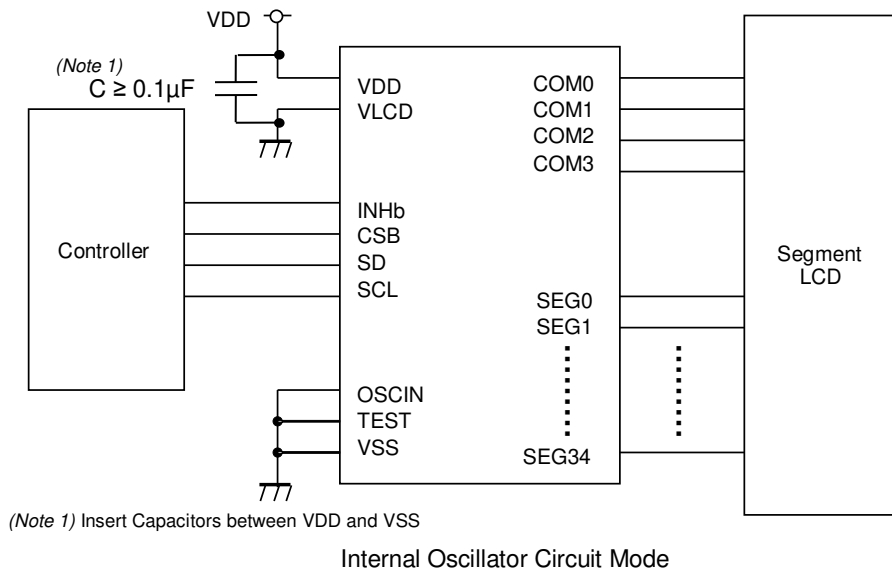 VDD
(Note 1)
C ≥ 0.1µF
VDD
VLCD
COM0
COM1
COM2
COM3
Controller
INHb
CSB
SD
SCL
Segment
LCD
SEG0
SEG1
OSCIN
TEST
VSS
SEG34
(Note 1) Insert Capacitors between VDD and VSS
Internal Oscillator Circuit Mode